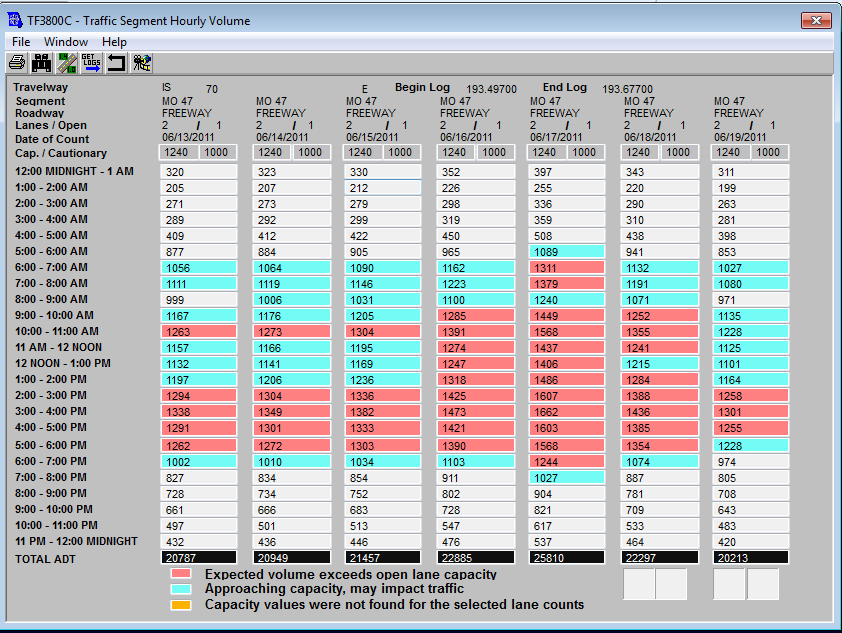 TF3800C - Traffic Segment Hourly Volume
File Window Help
GET LOGS
Travelway IS 70 E Begin Log 193.49700 End Log 193.67700
Segment MO 47 MO 47 MO 47 MO 47 MO 47 MO 47 MO 47
Roadway FREEWAY FREEWAY FREEWAY FREEWAY FREEWAY FREEWAY FREEWAY
Lanes / Open 2 / 1 2 / 1 2 / 1 2 / 1 2 / 1 2 / 1 2 / 1
Date of Count 06/13/2011 06/14/2011 06/15/2011 06/16/2011 06/17/2011 06/18/2011 06/19/2011
Cap. / Cautionary 1240 1000 1240 1000 1240 1000 1240 1000 1240 1000 1240 1000 1240 1000
12:00 MIDNIGHT - 1 AM 320 323 330 352 397 343 311
1:00 - 2:00 AM 205 207 212 226 255 220 199
2:00 - 3:00 AM 271 273 279 298 336 290 263
3:00 - 4:00 AM 289 292 299 319 359 310 281
4:00 - 5:00 AM 409 412 422 450 508 438 398
5:00 - 6:00 AM 877 884 905 965 1089 941 853
6:00 - 7:00 AM 1056 1064 1090 1162 1311 1132 1027
7:00 - 8:00 AM 1111 1119 1146 1223 1379 1191 1080
8:00 - 9:00 AM 999 1006 1031 1100 1240 1071 971
9:00 - 10:00 AM 1167 1176 1205 1285 1449 1252 1135
10:00 - 11:00 AM 1263 1273 1304 1391 1568 1355 1228
11 AM - 12 NOON 1157 1166 1195 1274 1437 1241 1125
12 NOON - 1:00 PM 1132 1141 1169 1247 1406 1215 1101
1:00 - 2:00 PM 1197 1206 1236 1318 1486 1284 1164
2:00 - 3:00 PM 1294 1304 1336 1425 1607 1388 1258
3:00 - 4:00 PM 1338 1349 1382 1473 1662 1436 1301
4:00 - 5:00 PM 1291 1301 1333 1421 1603 1385 1255
5:00 - 6:00 PM 1262 1272 1303 1390 1568 1354 1228
6:00 - 7:00 PM 1002 1010 1034 1103 1244 1074 974
7:00 - 8:00 PM 827 834 854 911 1027 887 805
8:00 - 9:00 PM 728 734 752 802 904 781 708
9:00 - 10:00 PM 661 666 683 728 821 709 643
10:00 - 11:00 PM 497 501 513 547 617 533 483
11 PM - 12:00 MIDNIGHT 432 436 446 476 537 464 420
TOTAL ADT 20787 20949 21457 22885 25810 22297 20213
Expected volume exceeds open lane capacity
Approaching capacity, may impact traffic
Capacity values were not found for the selected lane counts